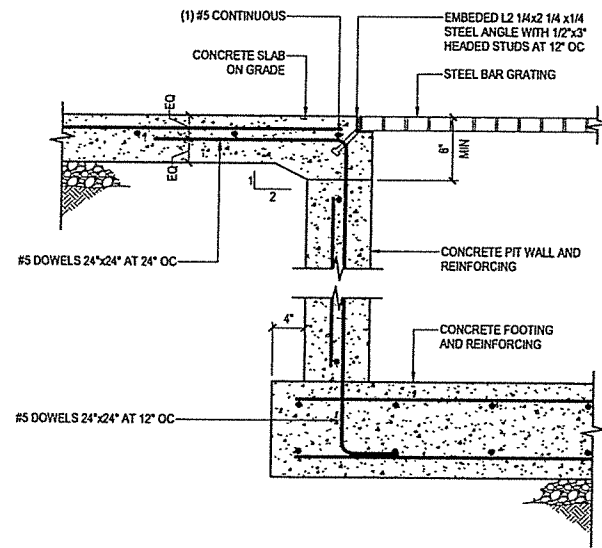 (1) #5 CONTINUOUS
EMBEDED L2 1/4x2 1/4 x1/4
STEEL ANGLE WITH 1/2"x3"
HEADED STUDS AT 12" OC
CONCRETE SLAB
ON GRADE
STEEL BAR GRATING
EQ
EQ
1
1
2
6"
MIN
#5 DOWELS 24"x24" AT 24" OC
CONCRETE PIT WALL AND
REINFORCING
4"
CONCRETE FOOTING
AND REINFORCING
#5 DOWELS 24"x24" AT 12" OC